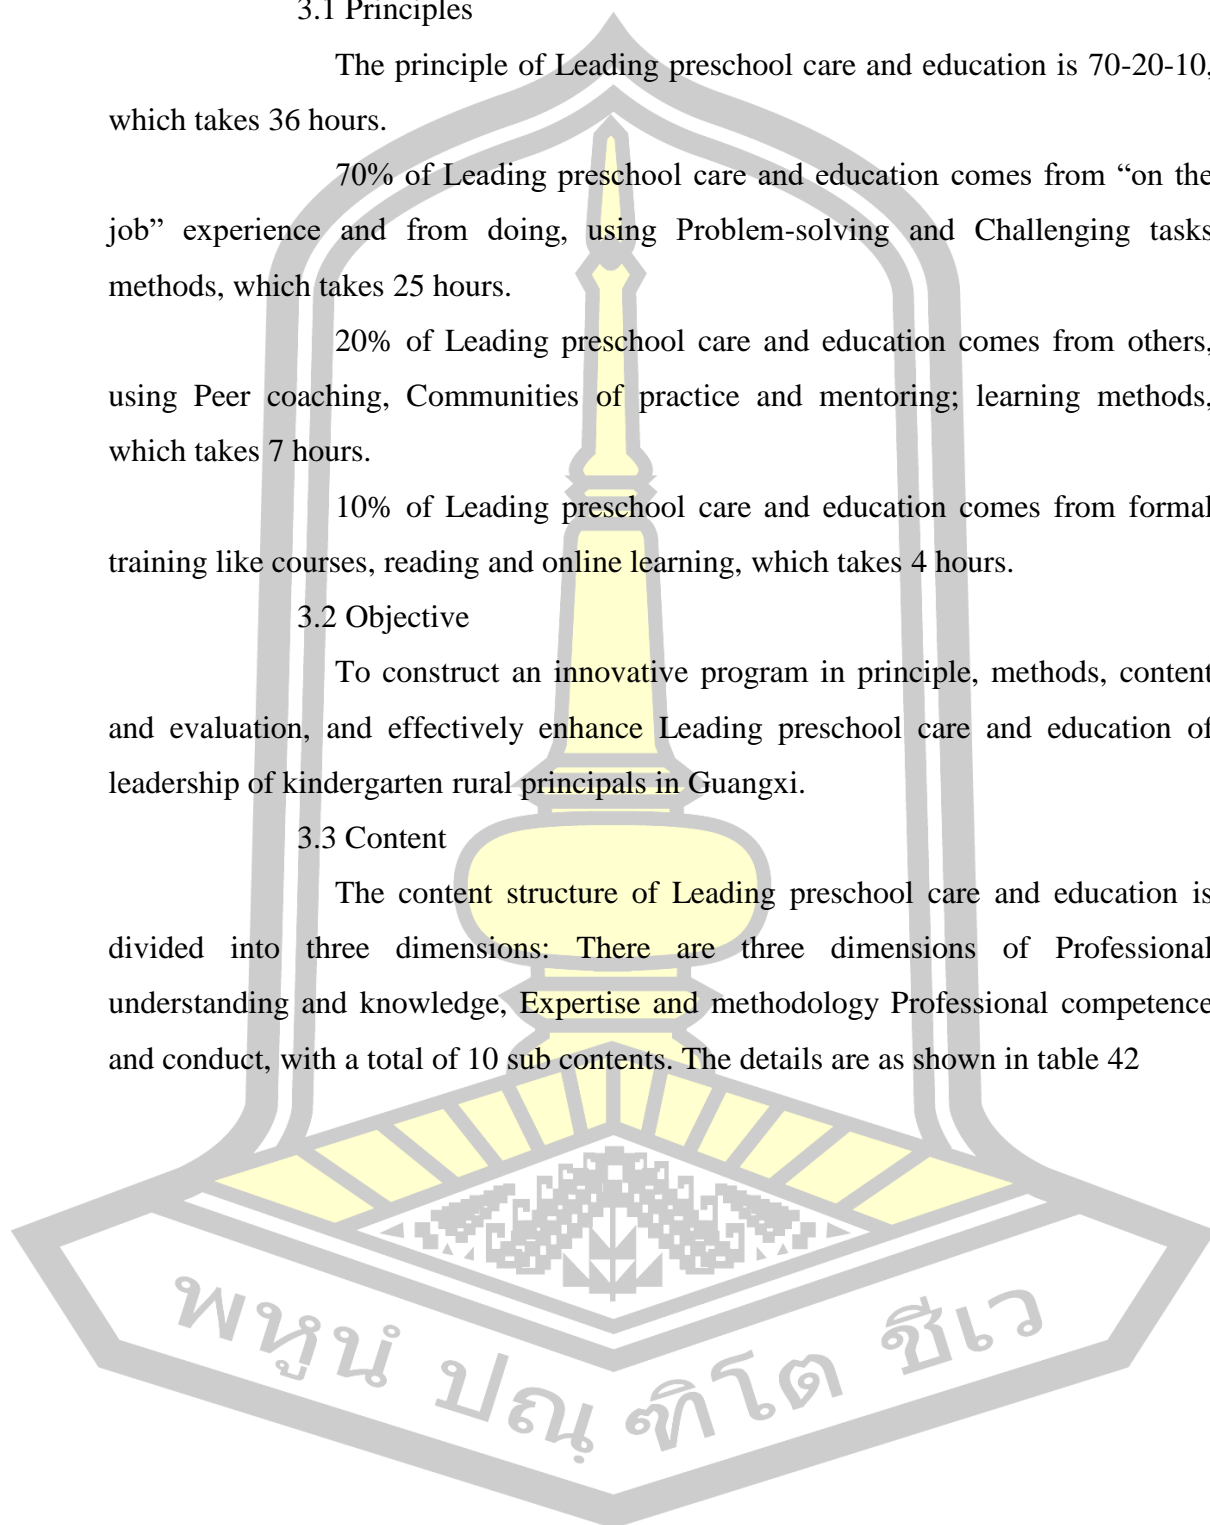 3.1 Principles
The principle of Leading preschool care and education is 70-20-10,
which takes 36 hours.
70% of Leading preschool care and education comes from “on the
job” experience and from doing, using Problem-solving and Challenging tasks
methods, which takes 25 hours.
20% of Leading preschool care and education comes from others,
using Peer coaching, Communities of practice and mentoring; learning methods,
which takes 7 hours.
10% of Leading preschool care and education comes from formal
training like courses, reading and online learning, which takes 4 hours.
3.2 Objective
To construct an innovative program in principle, methods, content
and evaluation, and effectively enhance Leading preschool care and education of
leadership of kindergarten rural principals in Guangxi.
3.3 Content
The content structure of Leading preschool care and education is
divided into three dimensions: There are three dimensions of Professional
understanding and knowledge, Expertise and methodology Professional competence
and conduct, with a total of 10 sub contents. The details are as shown in table 42
พหูนํ ปณฺฑิโต ชีเว